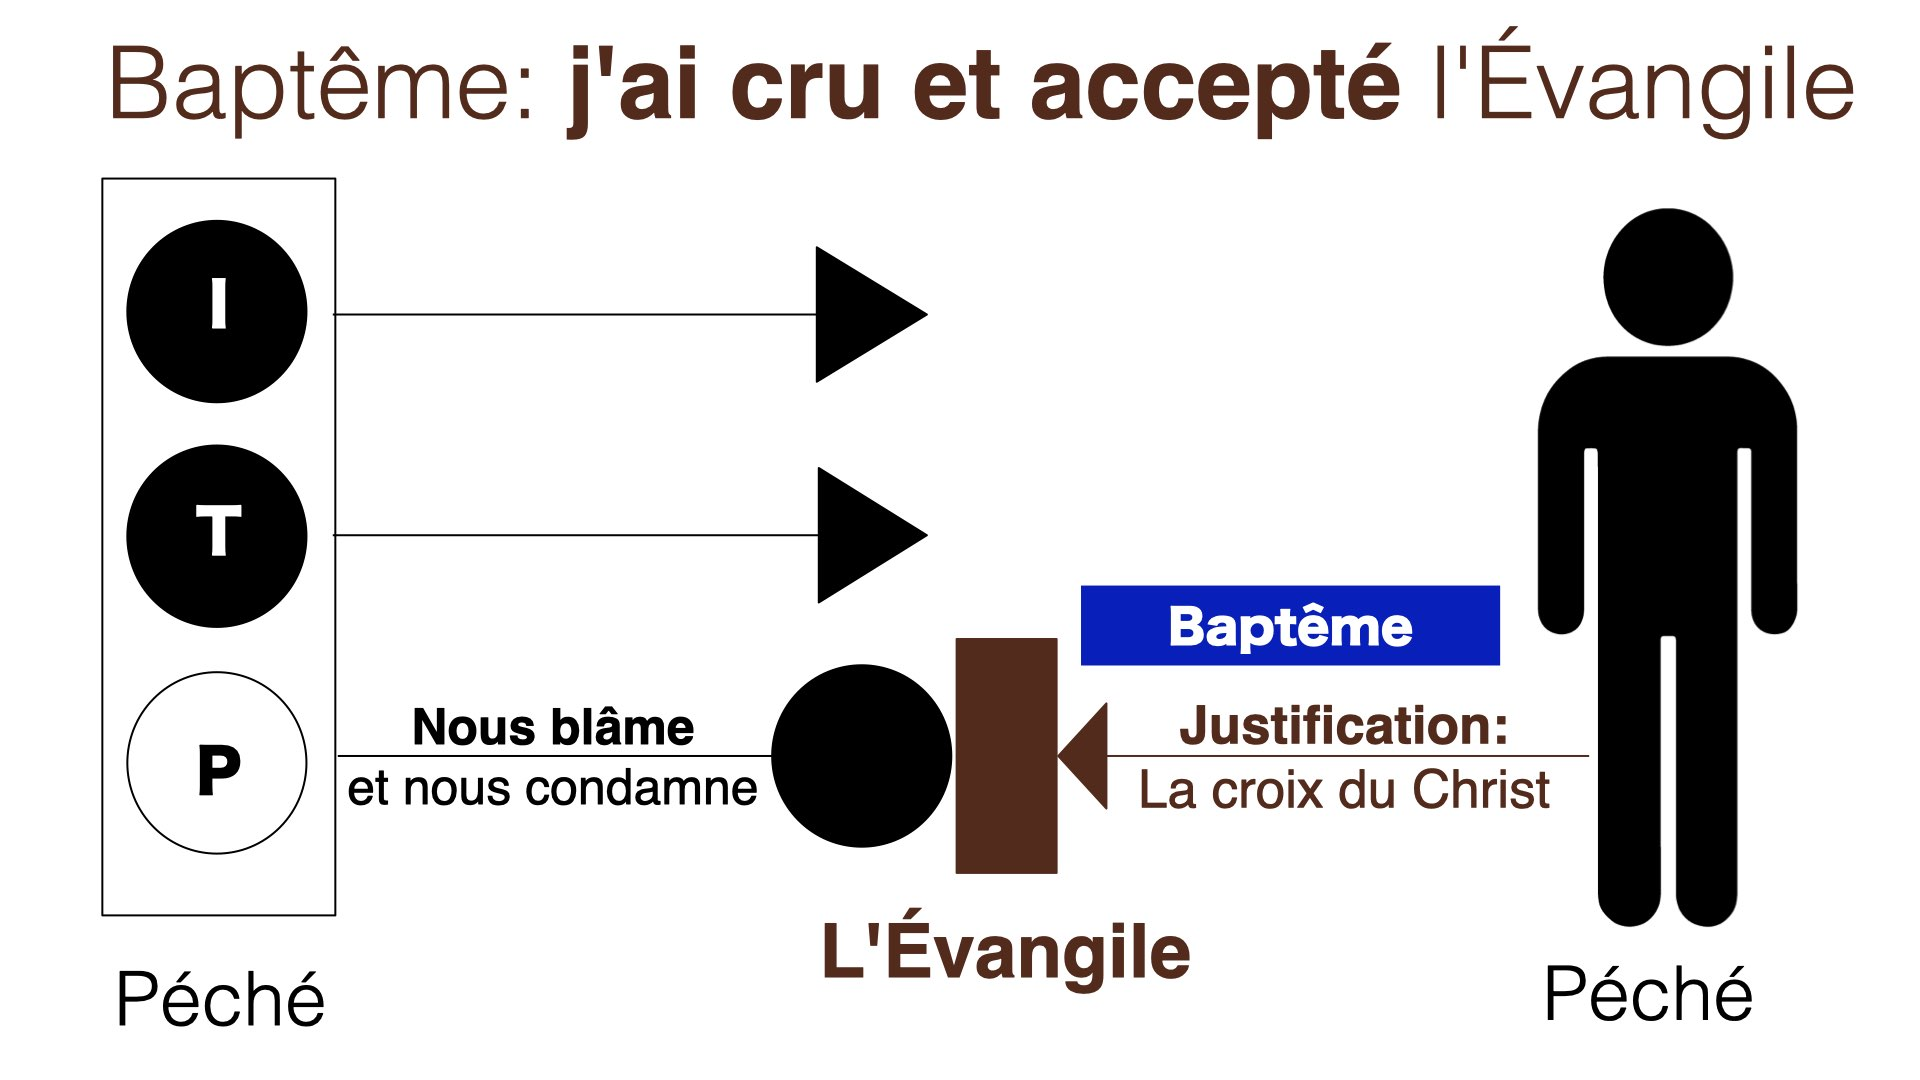 Baptême: j'ai cru et accepté l'Évangile
I
T
Baptême
P
Nous blâme
et nous condamne
Justification:
La croix du Christ
L'Évangile
Péché
Péché